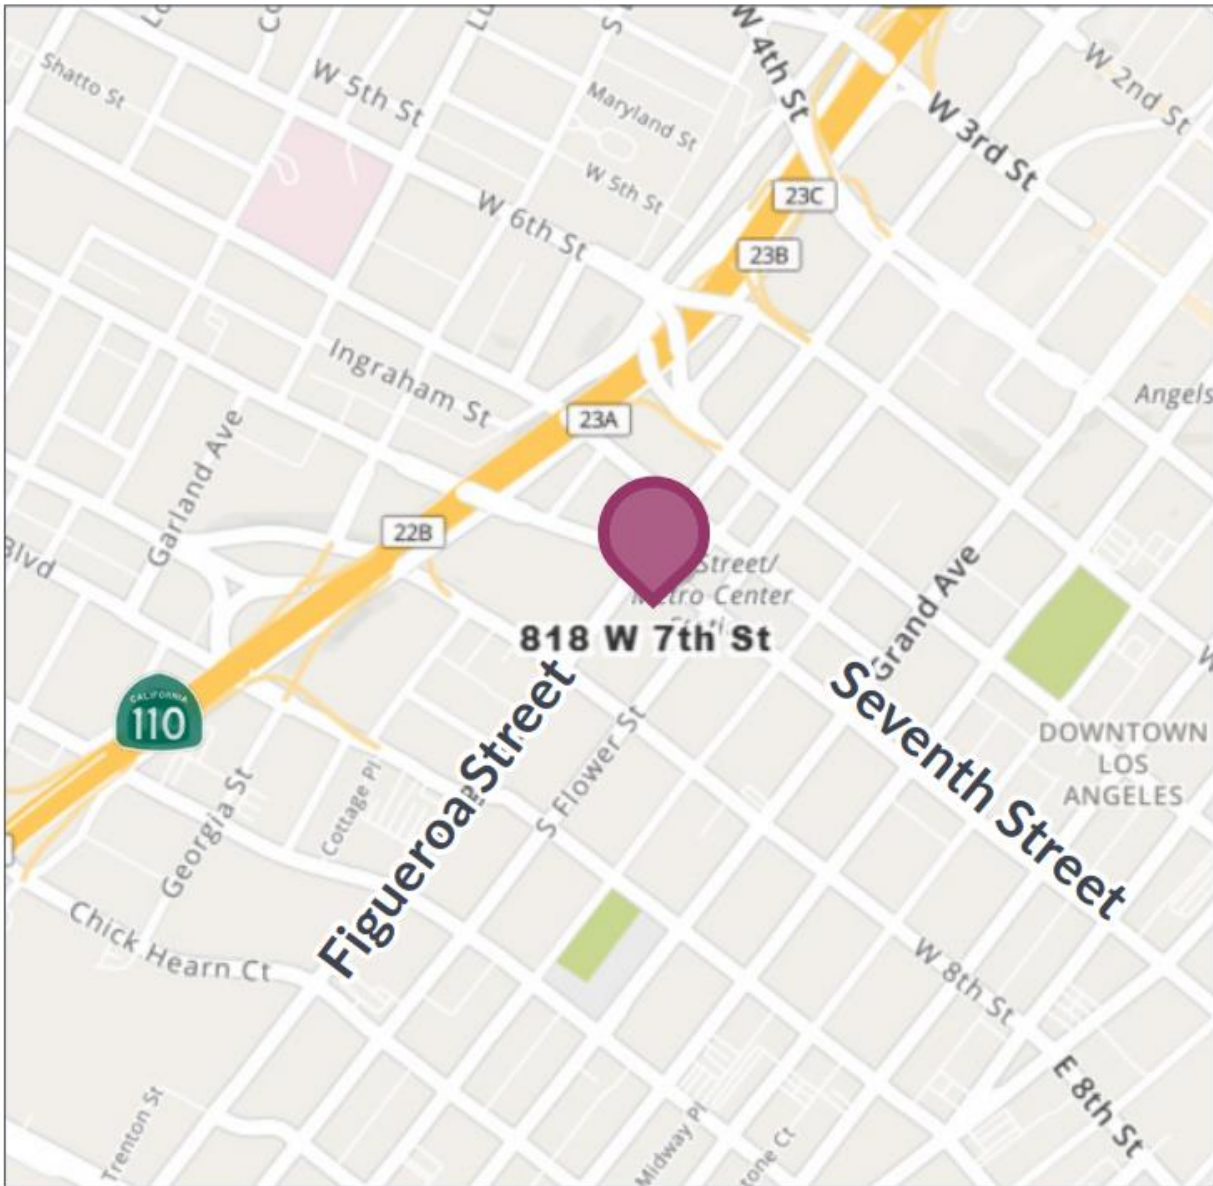 W 4th St
W 2nd St
Shatto St
W 5th St
Maryland St
W 3rd St
W 5th St
23C
W 6th St
23B
Ingraham St
Angels
23A
Garland Ave
22B
Blvd
Street/
Metro Center
818 W 7th St
Grand Ave
Figueroa Street
Seventh Street
CALIFORNIA
110
S Flower St
DOWNTOWN
LOS
ANGELES
Georgia St
Cottage Pl
Chick Hearn Ct
W 8th St
E 8th St
Trenton St
Midway Pl
tone Ct